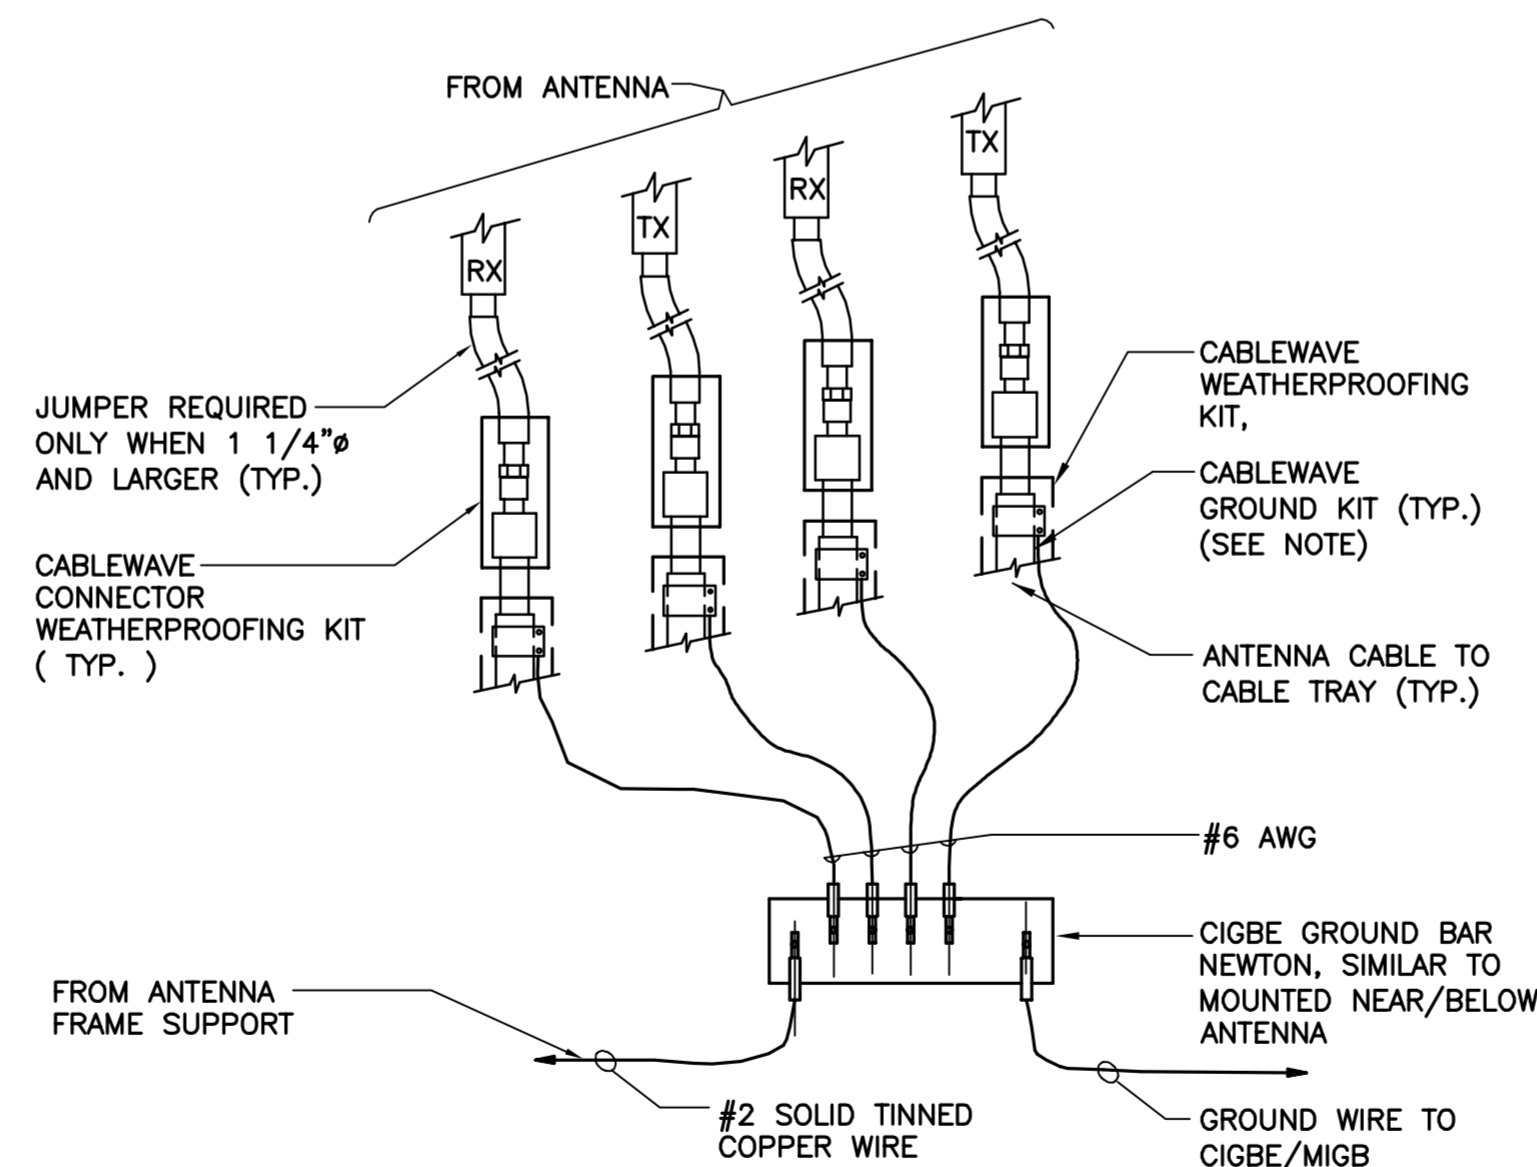 FROM ANTENNA
TX
RX
TX
RX
JUMPER REQUIRED
ONLY WHEN 1 1/4"ø
AND LARGER (TYP.)
CABLEWAVE
CONNECTOR
WEATHERPROOFING KIT
( TYP. )
CABLEWAVE
WEATHERPROOFING
KIT,
CABLEWAVE
GROUND KIT (TYP.)
(SEE NOTE)
ANTENNA CABLE TO
CABLE TRAY (TYP.)
#6 AWG
CIGBE GROUND BAR
NEWTON, SIMILAR TO
MOUNTED NEAR/BELOW
ANTENNA
FROM ANTENNA
FRAME SUPPORT
#2 SOLID TINNED
COPPER WIRE
GROUND WIRE TO
CIGBE/MIGB